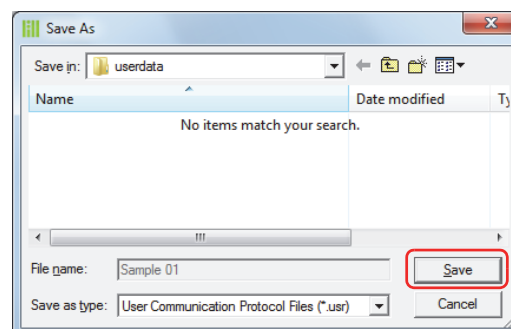 Save As
Save in: userdata
Name Date modified Ty
No items match your search.
File name: Sample 01 Save
Save as type: User Communication Protocol Files (*.usr) Cancel